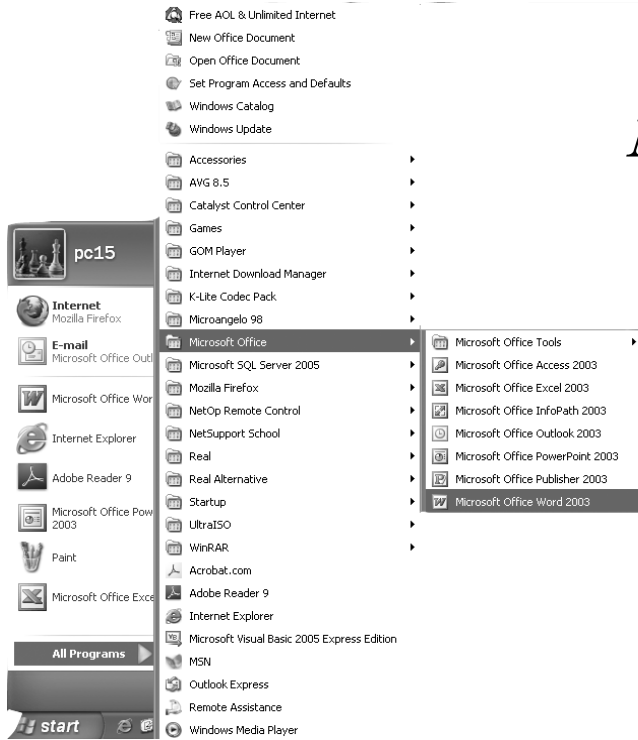 Free AOL & Unlimited Internet
New Office Document
Open Office Document
Set Program Access and Defaults
Windows Catalog
Windows Update
Accessories
AVG 8.5
Catalyst Control Center
Games
GOM Player
Internet Download Manager
K-Lite Codec Pack
Microangelo 98
Microsoft Office
Microsoft SQL Server 2005
Mozilla Firefox
NetOp Remote Control
NetSupport School
Real
Real Alternative
Startup
UltraISO
WinRAR
Acrobat.com
Adobe Reader 9
Internet Explorer
Microsoft Visual Basic 2005 Express Edition
MSN
Outlook Express
Remote Assistance
Windows Media Player
pc15
Internet
Mozilla Firefox
E-mail
Microsoft Office Outl
Microsoft Office Wor
Internet Explorer
Adobe Reader 9
Microsoft Office Pow
2003
Paint
Microsoft Office Exce
All Programs
start
Microsoft Office Tools
Microsoft Office Access 2003
Microsoft Office Excel 2003
Microsoft Office InfoPath 2003
Microsoft Office Outlook 2003
Microsoft Office PowerPoint 2003
Microsoft Office Publisher 2003
Microsoft Office Word 2003